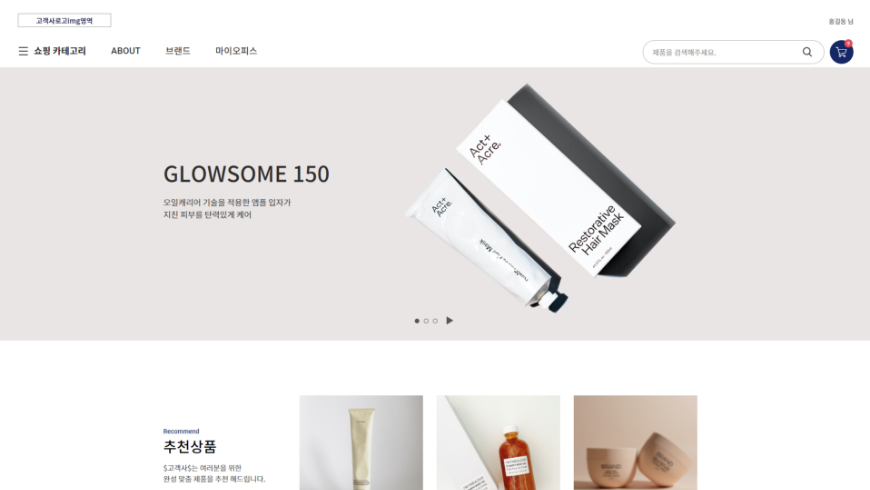 고객사로고img영역
홍길동 님
쇼핑 카테고리 ABOUT 브랜드 마이오피스
제품을 검색해주세요.
GLOWSOME 150
오일케리어 기술을 적용한 앰플 입자가
지친 피부를 탄력있게 케어
Act+
Acre.
Restorative
Hair Mask
Act+
Acre.
Recommend
추천상품
$고객사$는 여러분을 위한
완성 맞춤 제품을 추천 해드립니다.